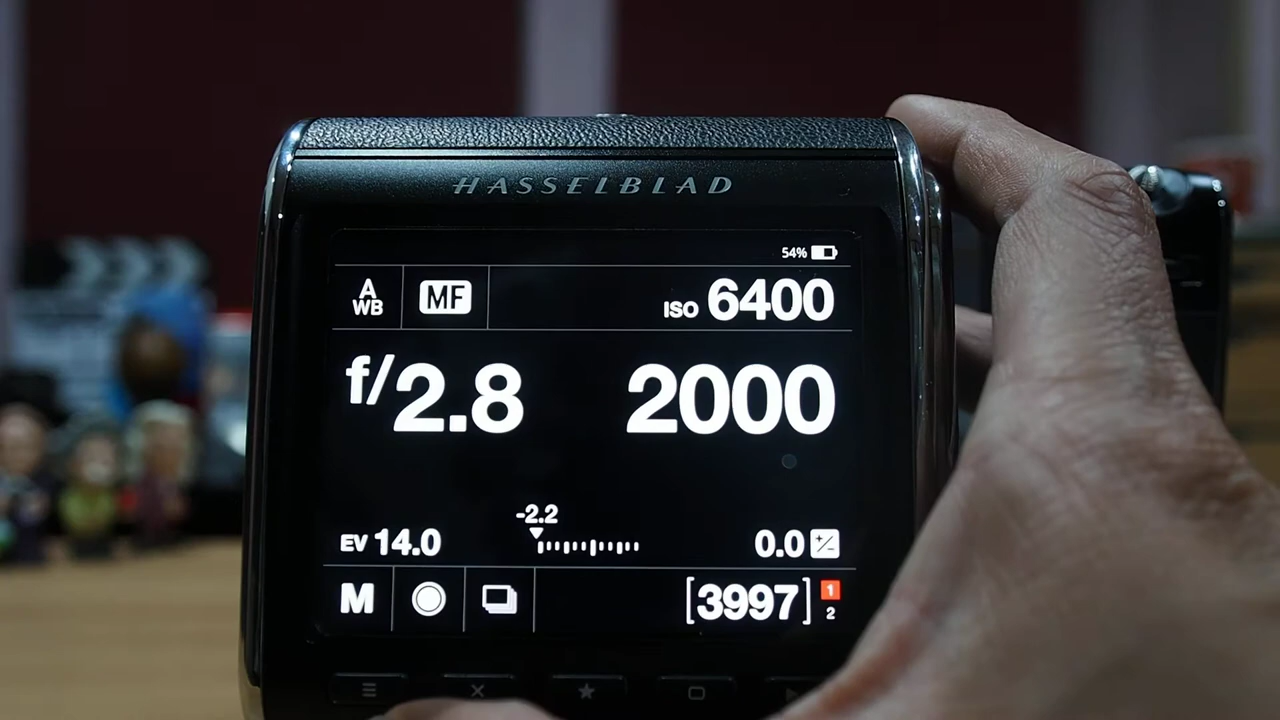 HASSELBLAD
54%
A WB MF ISO 6400
f/2.8 2000
-2.2
EV 14.0 0.0
M [3997] 1
2